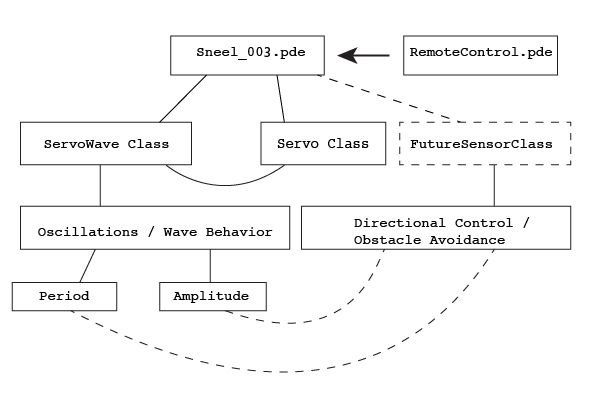 Sneel_003.pde
RemoteControl.pde
ServoWave Class
Servo Class
FutureSensorClass
Oscillations / Wave Behavior
Directional Control /
Obstacle Avoidance
Period
Amplitude